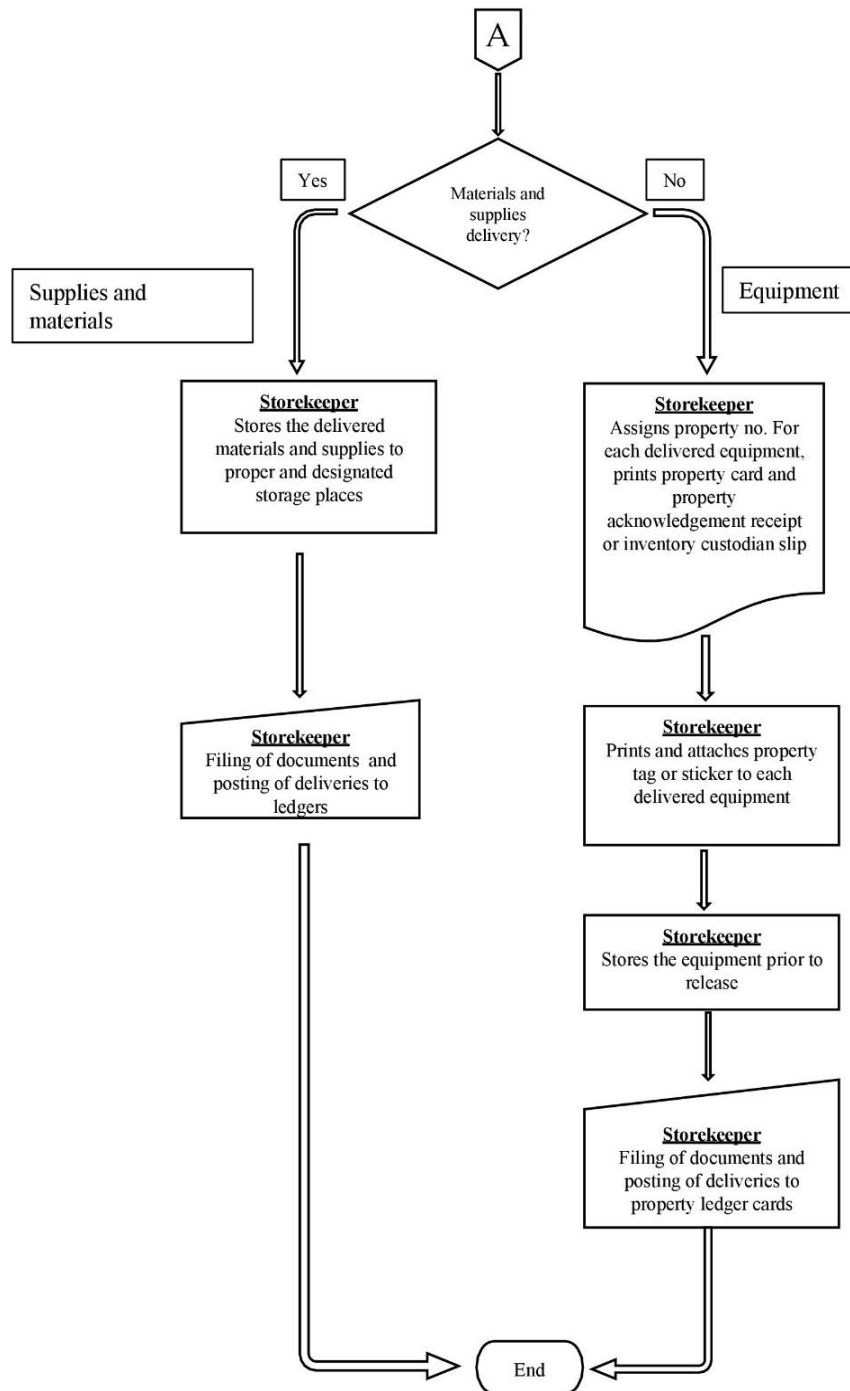 A
Yes
No
Materials and
supplies
delivery?
Supplies and
materials
Equipment
Storekeeper
Stores the delivered
materials and supplies to
proper and designated
storage places
Storekeeper
Assigns property no. For
each delivered equipment,
prints property card and
property
acknowledgement receipt
or inventory custodian slip
Storekeeper
Filing of documents and
posting of deliveries to
ledgers
Storekeeper
Prints and attaches property
tag or sticker to each
delivered equipment
Storekeeper
Stores the equipment prior to
release
Storekeeper
Filing of documents and
posting of deliveries to
property ledger cards
End